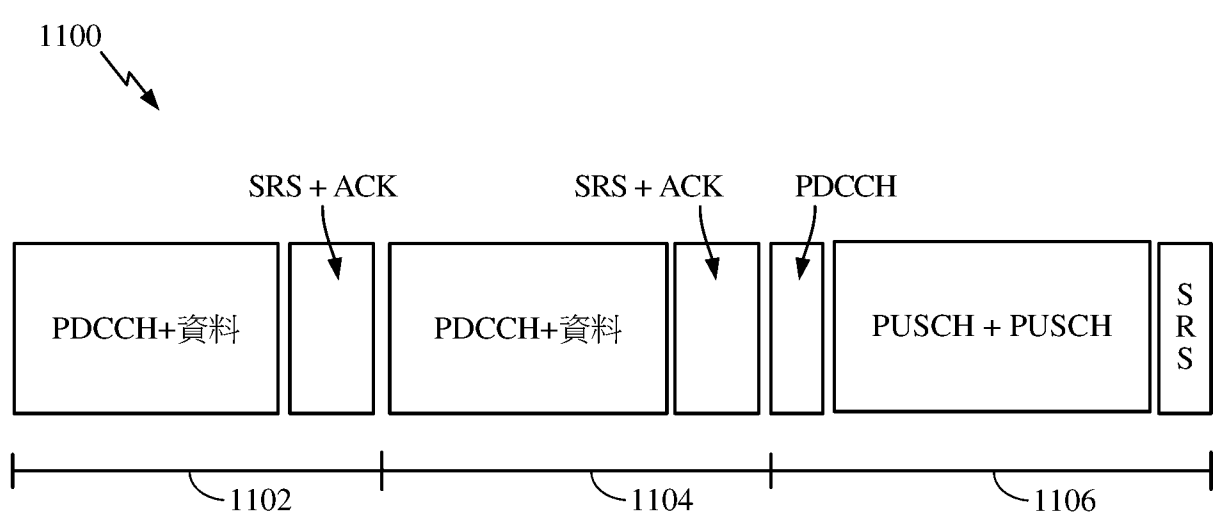 1100
SRS + ACK
SRS + ACK
PDCCH
PDCCH+資料
PDCCH+資料
PUSCH + PUSCH
S
R
S
1102
1104
1106